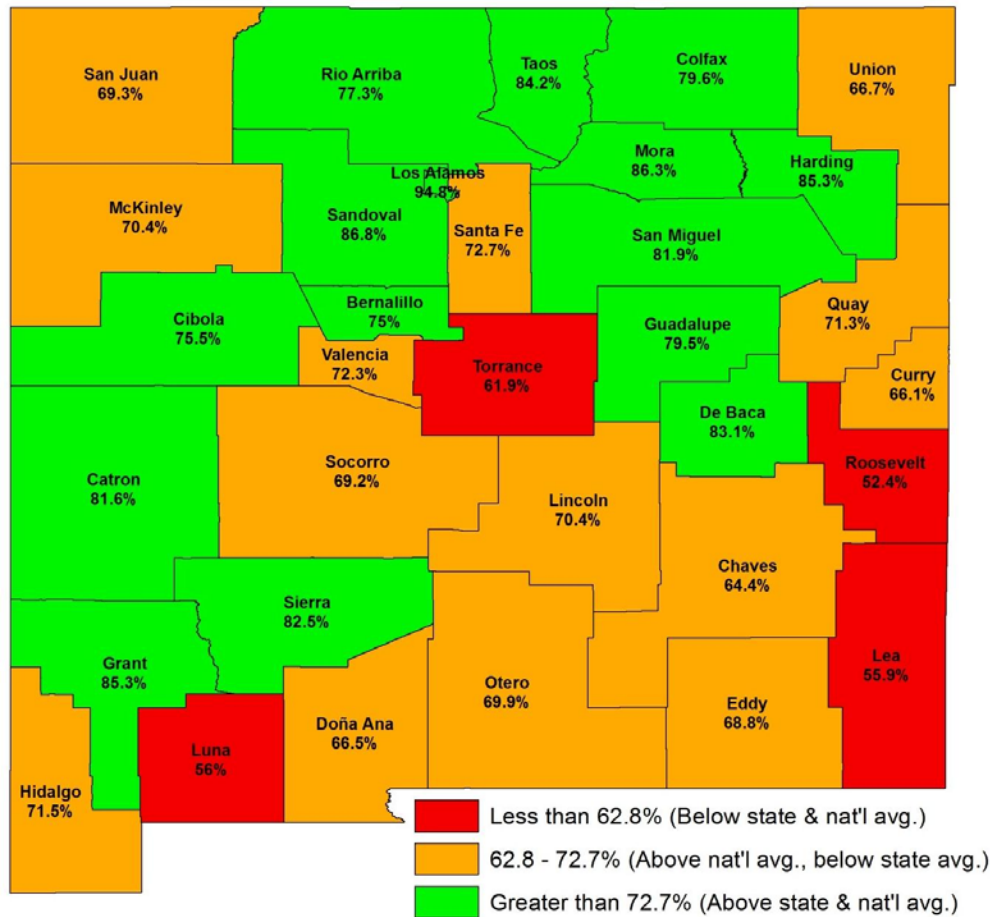 San Juan
69.3%
Rio Arriba
77.3%
Taos
84.2%
Colfax
79.6%
Union
66.7%
McKinley
70.4%
Los Alamos
94.8%
Sandoval
86.8%
Santa Fe
72.7%
Mora
86.3%
Harding
85.3%
San Miguel
81.9%
Cibola
75.5%
Bernalillo
75%
Valencia
72.3%
Torrance
61.9%
Guadalupe
79.5%
Quay
71.3%
Curry
66.1%
De Baca
83.1%
Roosevelt
52.4%
Catron
81.6%
Socorro
69.2%
Lincoln
70.4%
Chaves
64.4%
Sierra
82.5%
Grant
85.3%
Lea
55.9%
Otero
69.9%
Eddy
68.8%
Doña Ana
66.5%
Luna
56%
Hidalgo
71.5%
Less than 62.8% (Below state & nat'l avg.)
62.8 - 72.7% (Above nat'l avg., below state avg.)
Greater than 72.7% (Above state & nat'l avg.)